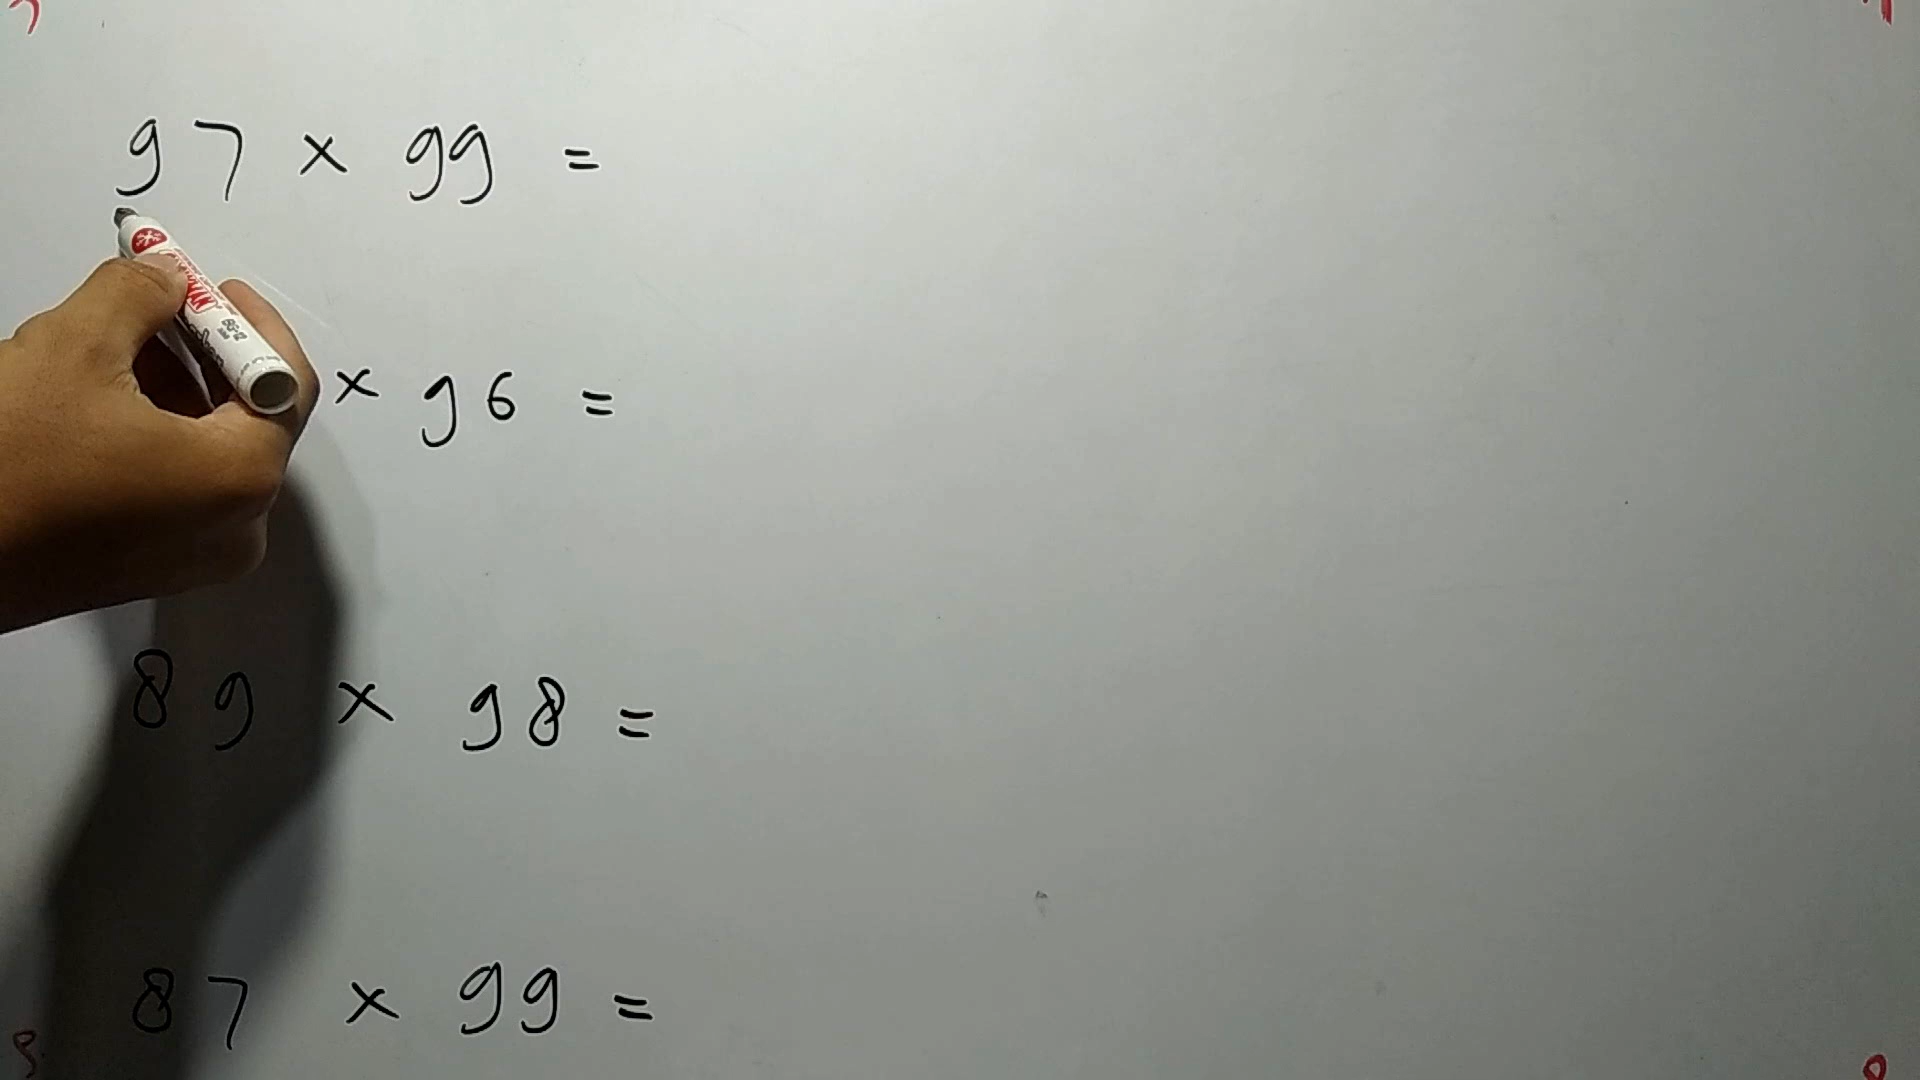 97 × 99 =
× 96 =
89 × 98 =
87 × 99 =